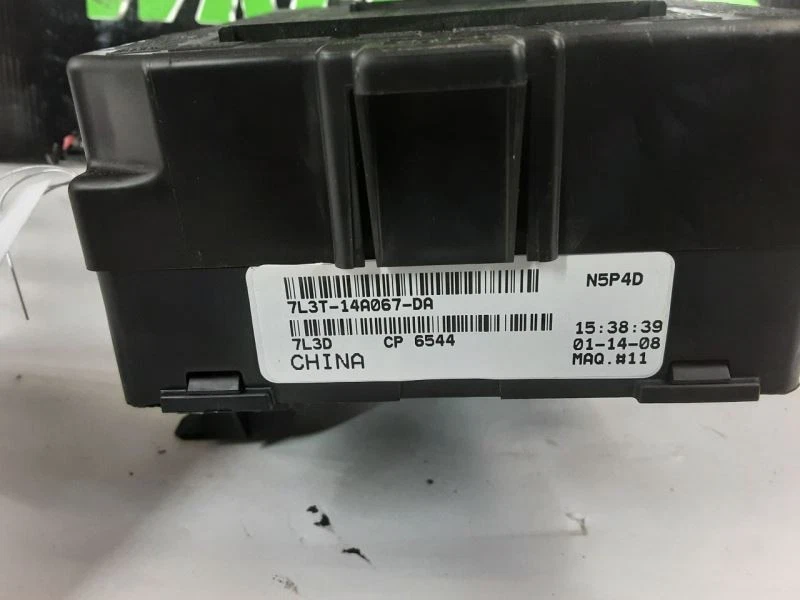 N5P4D
7L3T-14A067-DA
15:38:39
7L3D CP 6544
01-14-08
CHINA
MAQ.#11